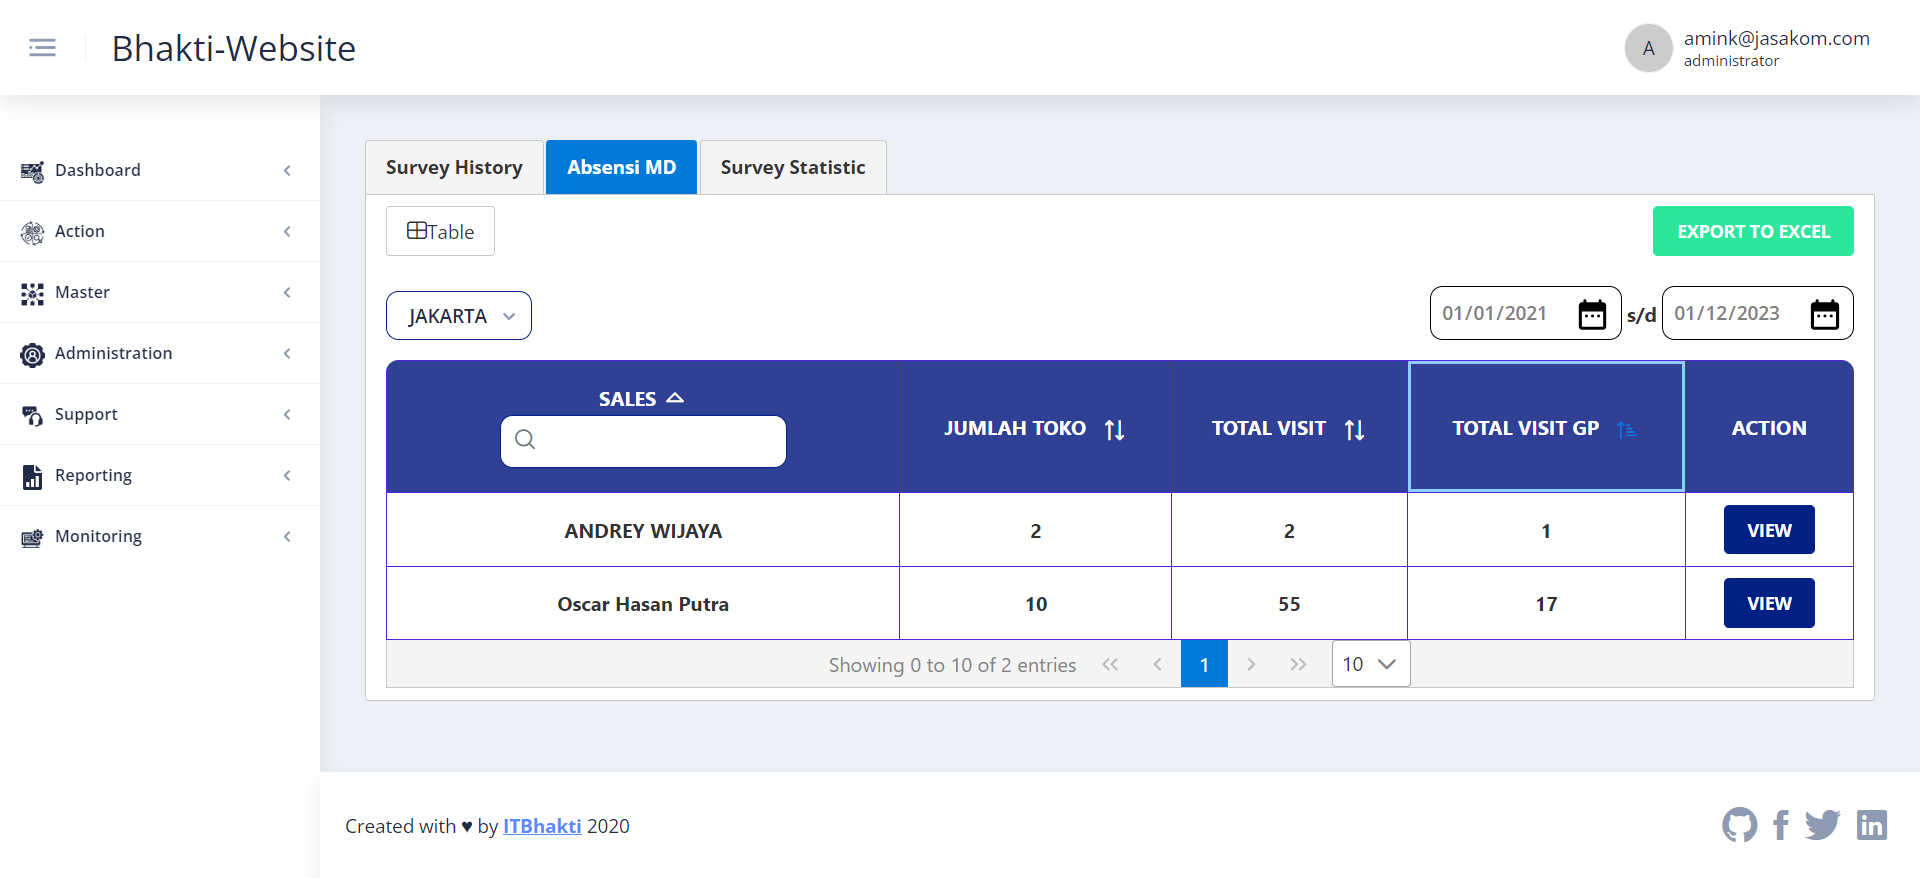 Bhakti-Website
A
amink@jasakom.com
administrator
Dashboard
Action
Master
Administration
Support
Reporting
Monitoring
Survey History
Absensi MD
Survey Statistic
Table
EXPORT TO EXCEL
JAKARTA
01/01/2021 s/d 01/12/2023
SALES
JUMLAH TOKO
TOTAL VISIT
TOTAL VISIT GP
ACTION
ANDREY WIJAYA 2 2 1 VIEW
Oscar Hasan Putra 10 55 17 VIEW
Showing 0 to 10 of 2 entries 1 10
Created with ♥ by ITBhakti 2020